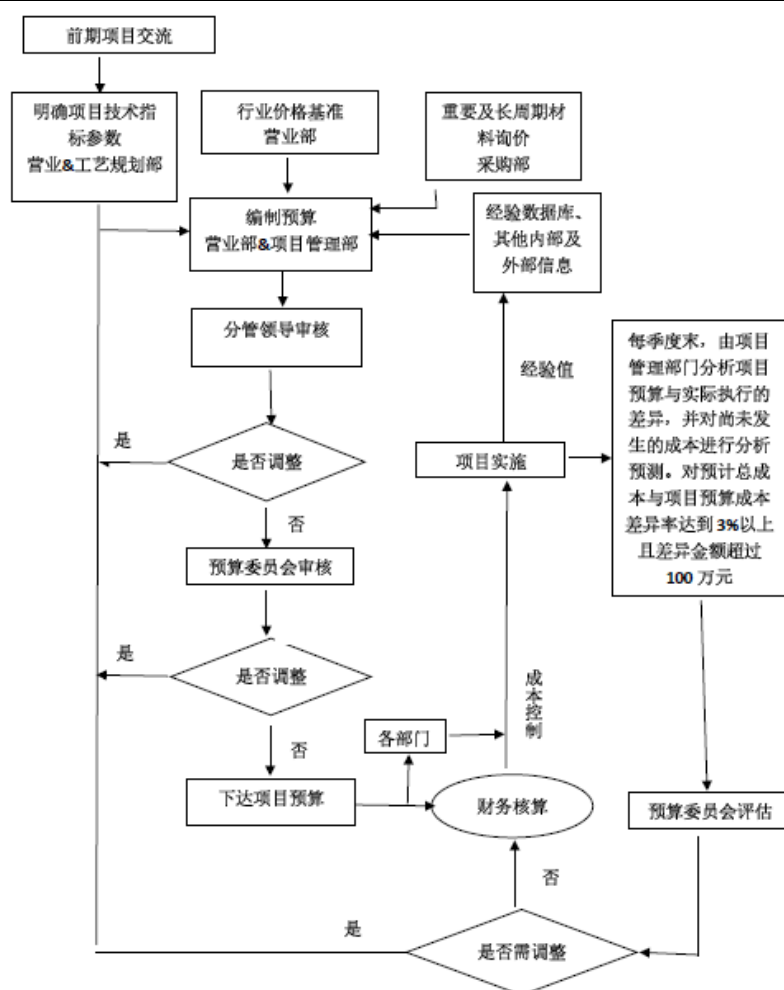 前期项目交流
明确项目技术指
标参数
营业&工艺规划部
行业价格基准
营业部
重要及长周期材
料询价
采购部
编制预算
营业部&项目管理部
经验数据库、
其他内部及
外部信息
分管领导审核
每季度末，由项目
管理部门分析项目
预算与实际执行的
差异，并对尚未发
生的成本进行分析
预测。对预计总成
本与项目预算成本
差异率达到3%以上
且差异金额超过
100万元
经验值
是
是否调整
项目实施
否
预算委员会审核
是
是否调整
成本控制
各部门
否
下达项目预算
财务核算
预算委员会评估
否
是
是否需调整